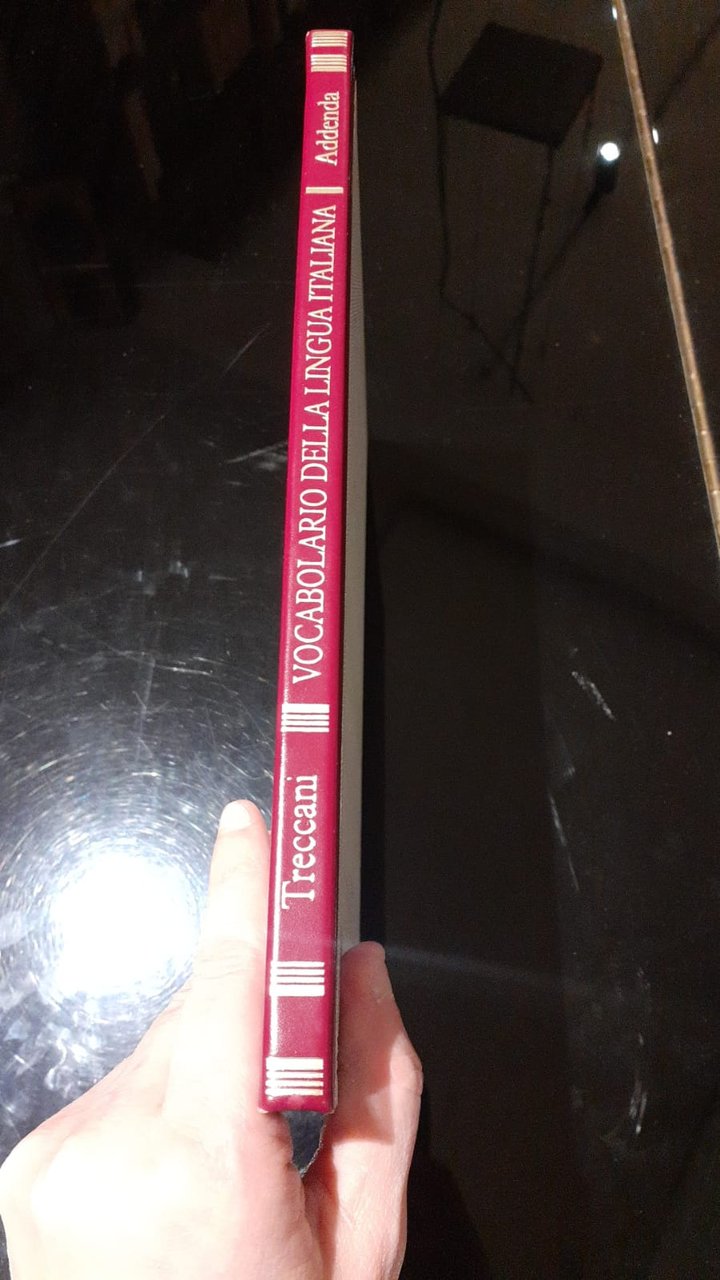 Treccani
VOCABOLARIO DELLA LINGUA ITALIANA
Addenda